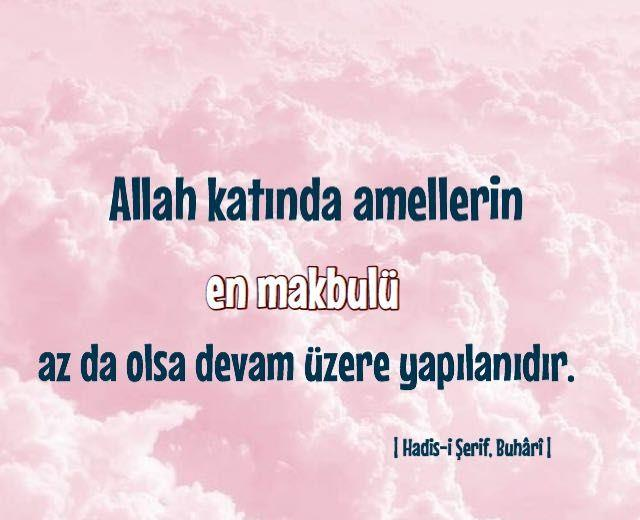 Allah katında amellerin
en makbulü
az da olsa devam üzere yapılanıdır.
[ Hadis-i Şerif, Buhârî ]